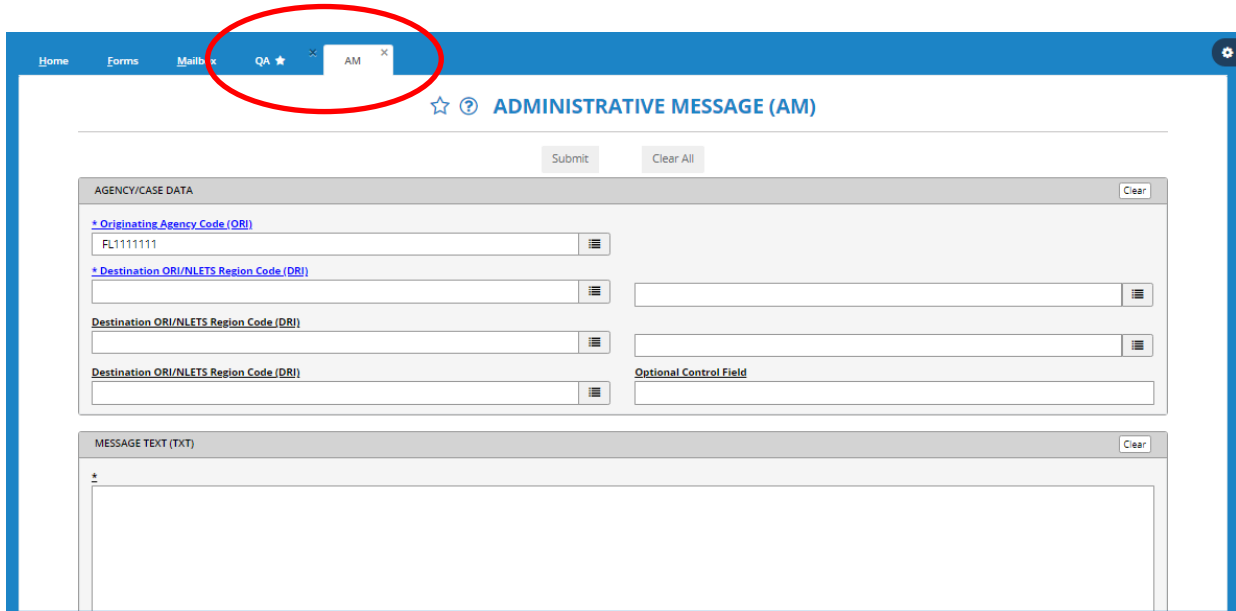 Home Forms Mailbox QA ★ × AM ×
ADMINISTRATIVE MESSAGE (AM)
Submit Clear All
AGENCY/CASE DATA Clear
* Originating Agency Code (ORI)
FL1111111
* Destination ORI/NLETS Region Code (DRI)
Destination ORI/NLETS Region Code (DRI)
Destination ORI/NLETS Region Code (DRI) Optional Control Field
MESSAGE TEXT (TXT) Clear
*